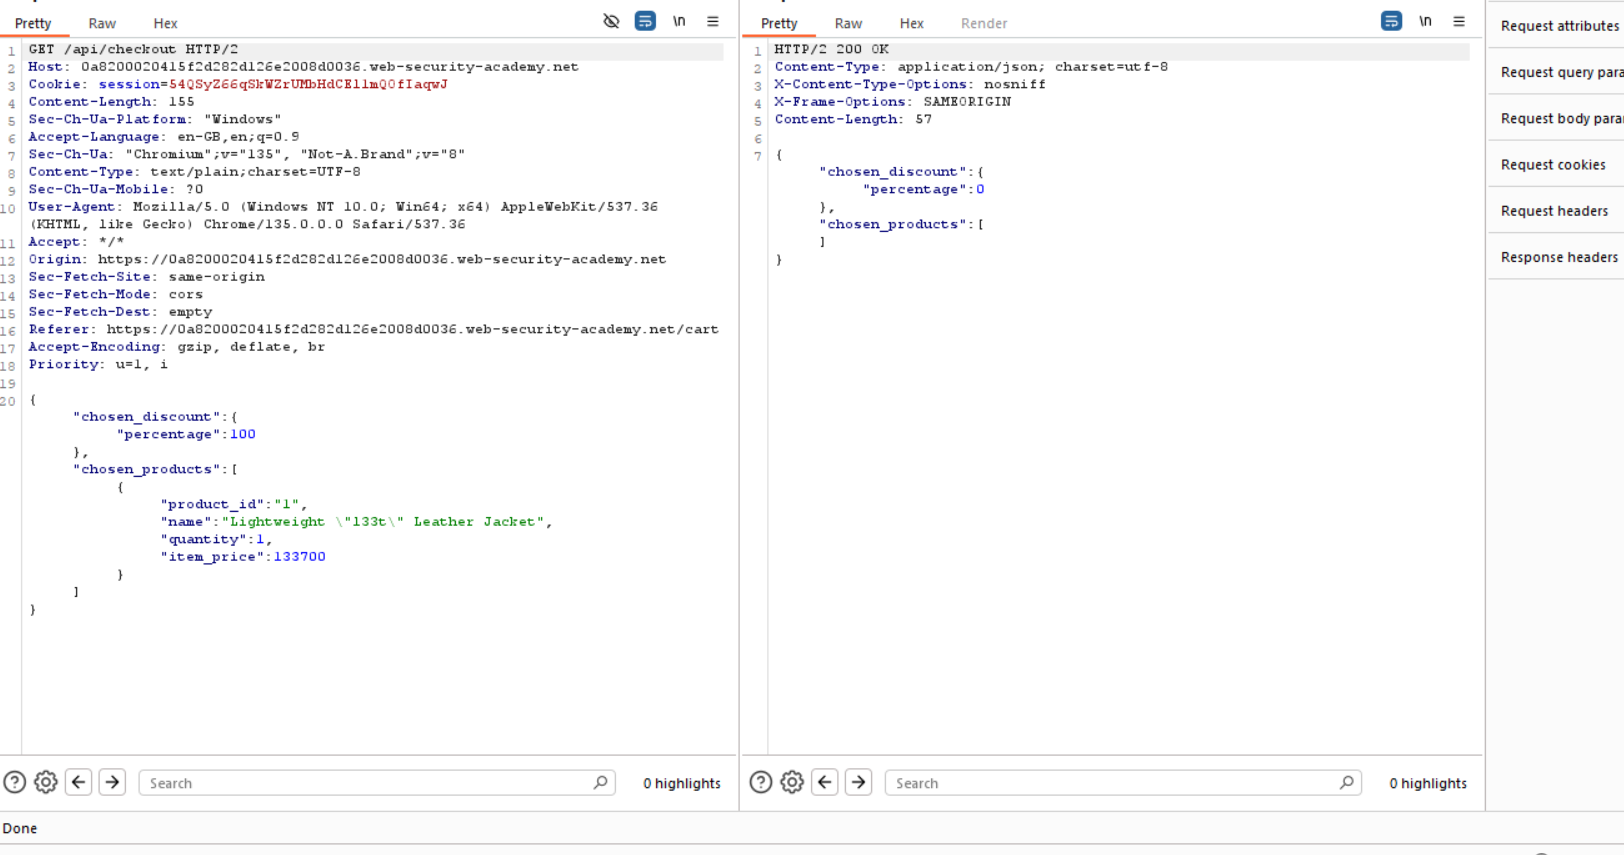 Pretty Raw Hex \n
1 GET /api/checkout HTTP/2
2 Host: 0a8200020415f2d282d126e2008d0036.web-security-academy.net
3 Cookie: session=54QSyZ66qSkWZrUMbHdCEllmQ0fIaqwJ
4 Content-Length: 155
5 Sec-Ch-Ua-Platform: "Windows"
6 Accept-Language: en-GB,en;q=0.9
7 Sec-Ch-Ua: "Chromium";v="135", "Not-A.Brand";v="8"
8 Content-Type: text/plain;charset=UTF-8
9 Sec-Ch-Ua-Mobile: ?0
10 User-Agent: Mozilla/5.0 (Windows NT 10.0; Win64; x64) AppleWebKit/537.36
(KHTML, like Gecko) Chrome/135.0.0.0 Safari/537.36
11 Accept: */*
12 Origin: https://0a8200020415f2d282d126e2008d0036.web-security-academy.net
13 Sec-Fetch-Site: same-origin
14 Sec-Fetch-Mode: cors
15 Sec-Fetch-Dest: empty
16 Referer: https://0a8200020415f2d282d126e2008d0036.web-security-academy.net/cart
17 Accept-Encoding: gzip, deflate, br
18 Priority: u=1, i
19
20 {
"chosen_discount":{
"percentage":100
},
"chosen_products":[
{
"product_id":"1",
"name":"Lightweight \"l33t\" Leather Jacket",
"quantity":1,
"item_price":133700
}
]
}
Search 0 highlights
Done
Pretty Raw Hex Render \n
1 HTTP/2 200 OK
2 Content-Type: application/json; charset=utf-8
3 X-Content-Type-Options: nosniff
4 X-Frame-Options: SAMEORIGIN
5 Content-Length: 57
6
7 {
"chosen_discount":{
"percentage":0
},
"chosen_products":[
]
}
Search 0 highlights
Request attributes
Request query para
Request body para
Request cookies
Request headers
Response headers